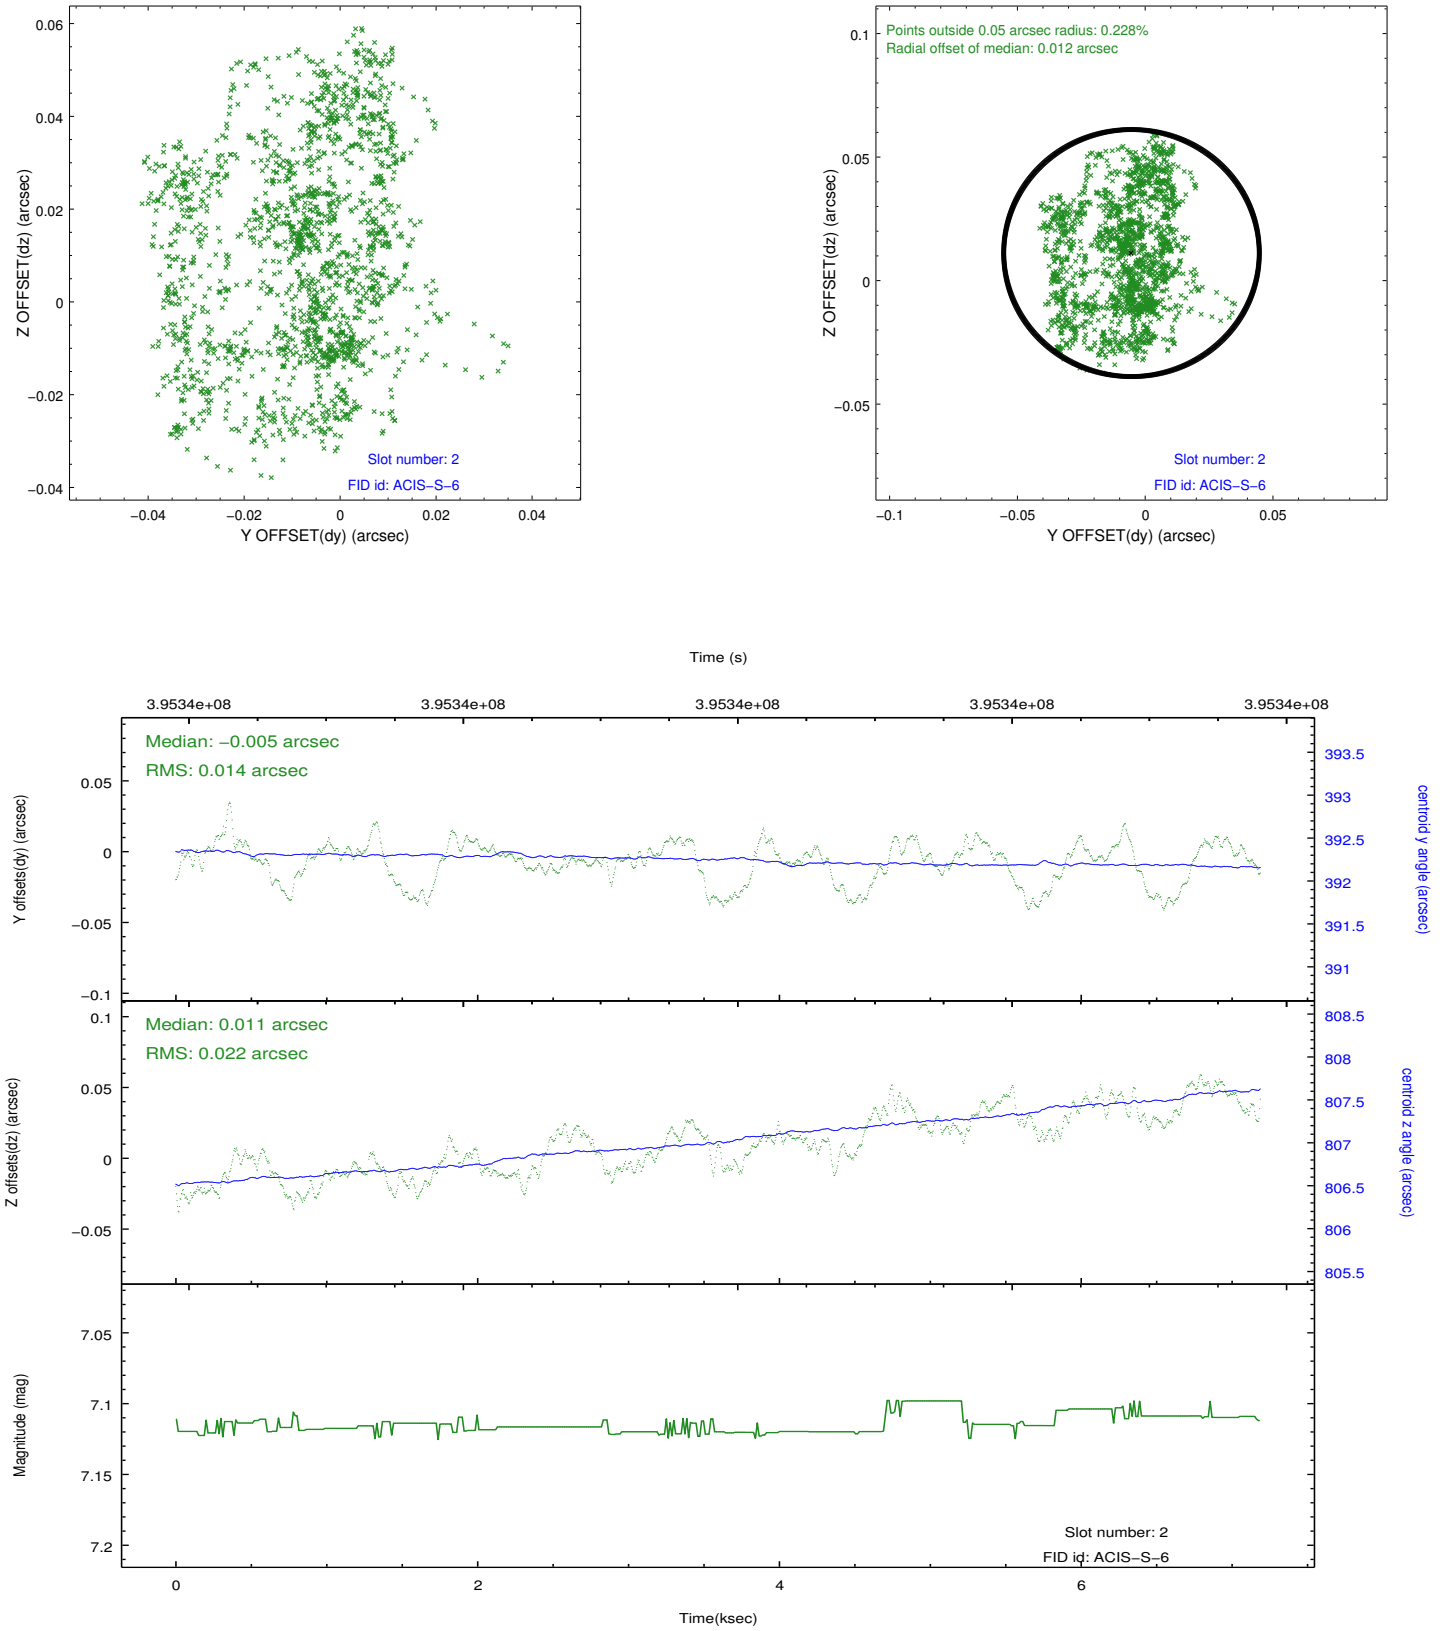 0.06
0.04
0.02
0
−0.02
−0.04
Z OFFSET(dz) (arcsec)
−0.04
−0.02
0
0.02
0.04
Y OFFSET(dy) (arcsec)
Slot number: 2
FID id: ACIS−S−6
Points outside 0.05 arcsec radius: 0.228%
Radial offset of median: 0.012 arcsec
0.1
0.05
0
−0.05
Z OFFSET(dz) (arcsec)
−0.1
−0.05
0
0.05
Y OFFSET(dy) (arcsec)
Slot number: 2
FID id: ACIS−S−6
Time (s)
3.9534e+08
3.9534e+08
3.9534e+08
3.9534e+08
3.9534e+08
Median: −0.005 arcsec
RMS: 0.014 arcsec
0.05
0
−0.05
−0.1
Y offsets(dy) (arcsec)
393.5
393
392.5
392
391.5
391
centroid y angle (arcsec)
Median: 0.011 arcsec
RMS: 0.022 arcsec
0.1
0.05
0
−0.05
Z offsets(dz) (arcsec)
808.5
808
807.5
807
806.5
806
805.5
centroid z angle (arcsec)
7.05
7.1
7.15
7.2
Magnitude (mag)
Slot number: 2
FID id: ACIS−S−6
0
2
4
6
Time(ksec)